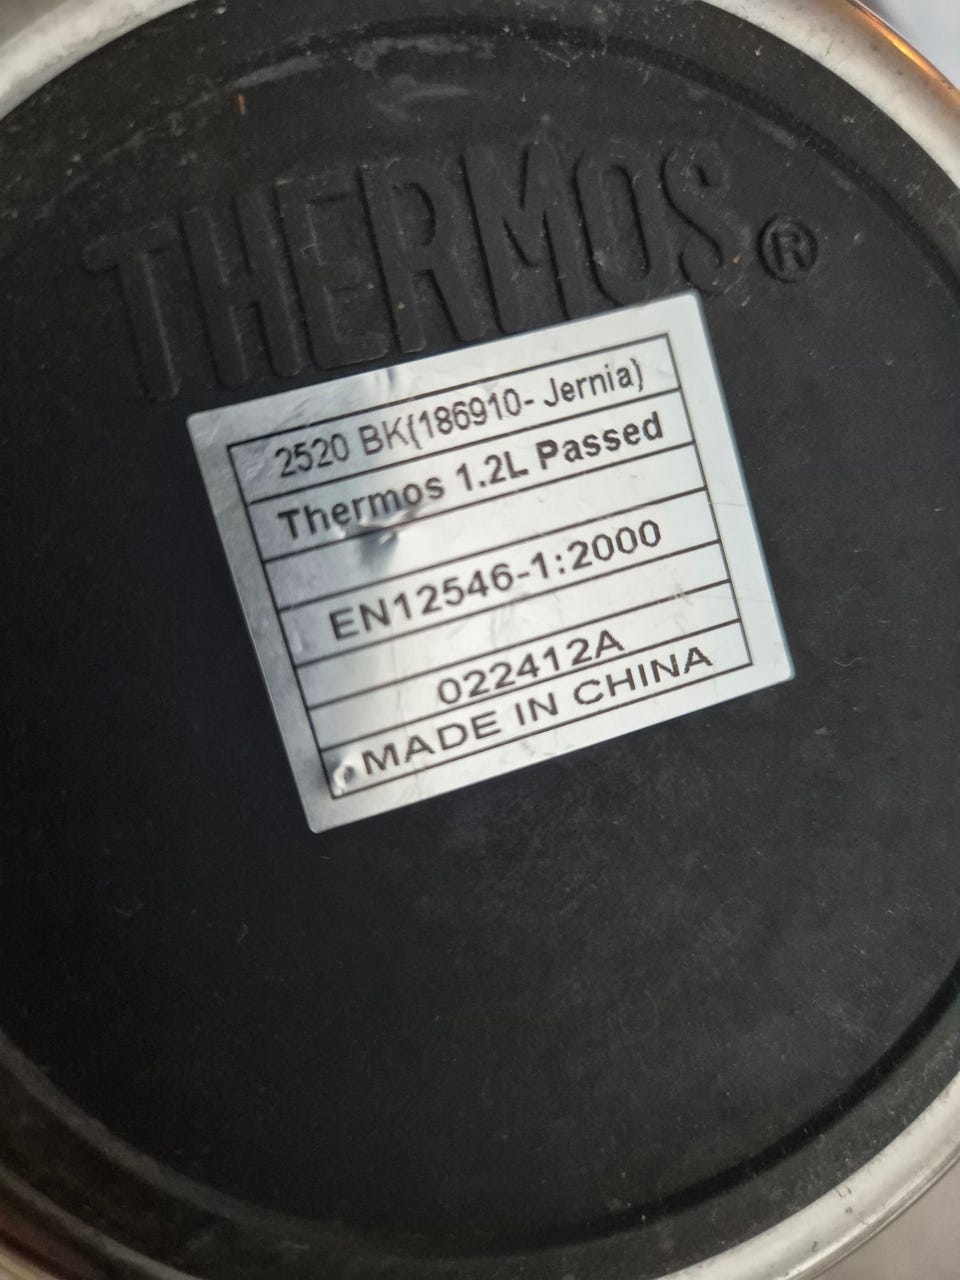 THERMOS®
2520 BK(186910- Jernia)
Thermos 1.2L Passed
EN12546-1:2000
022412A
MADE IN CHINA